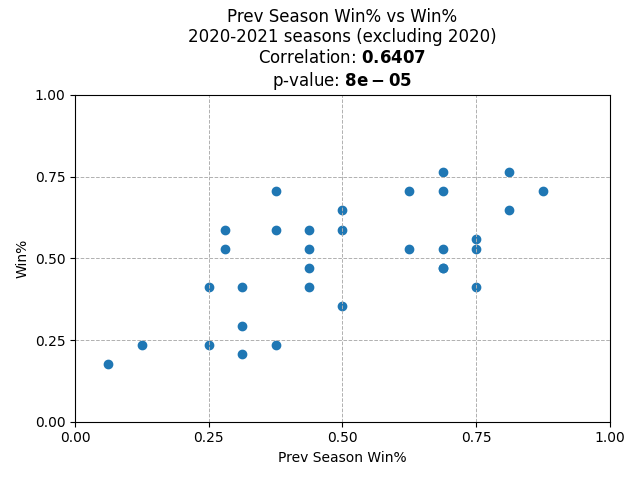 Prev Season Win% vs Win%
2020-2021 seasons (excluding 2020)
Correlation: 0.6407
p-value: 8e − 05
1.00
0.75
0.50
0.25
0.00
Win%
0.00 0.25 0.50 0.75 1.00
Prev Season Win%